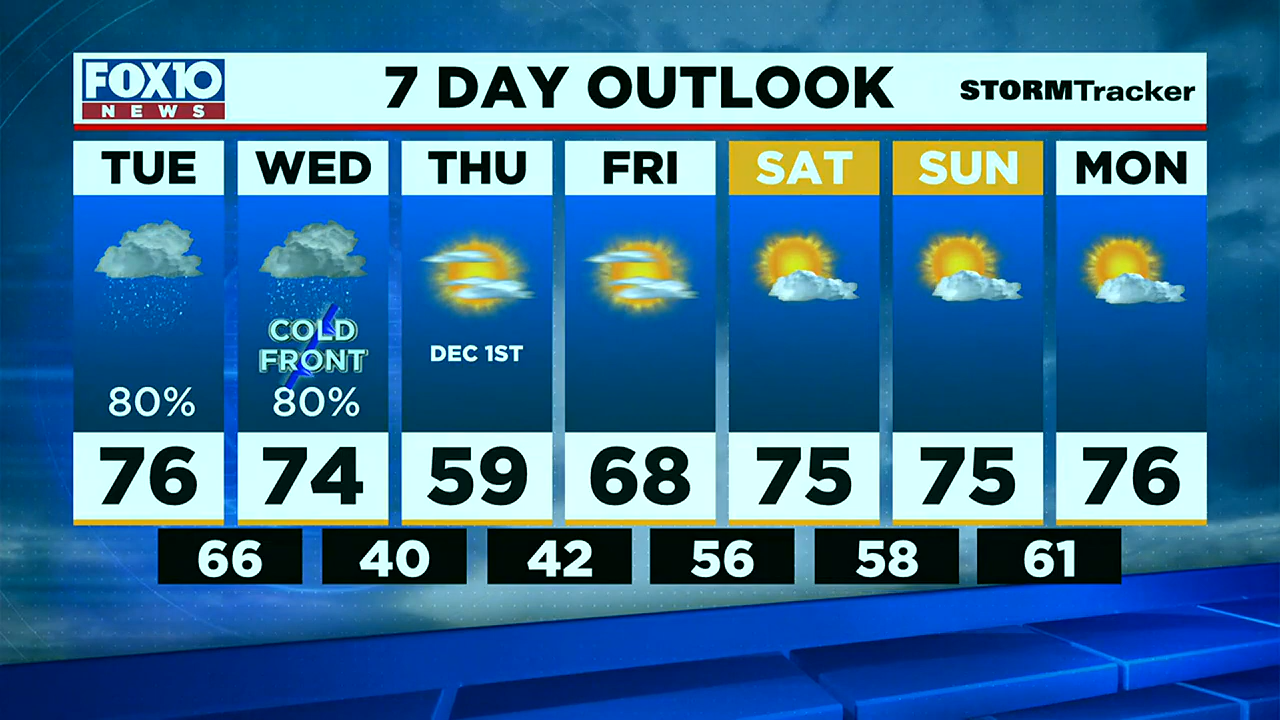 FOX10
NEWS
7 DAY OUTLOOK
STORMTracker
TUE WED THU FRI SAT SUN MON
COLD
FRONT
DEC 1ST
80% 80%
76 74 59 68 75 75 76
66 40 42 56 58 61